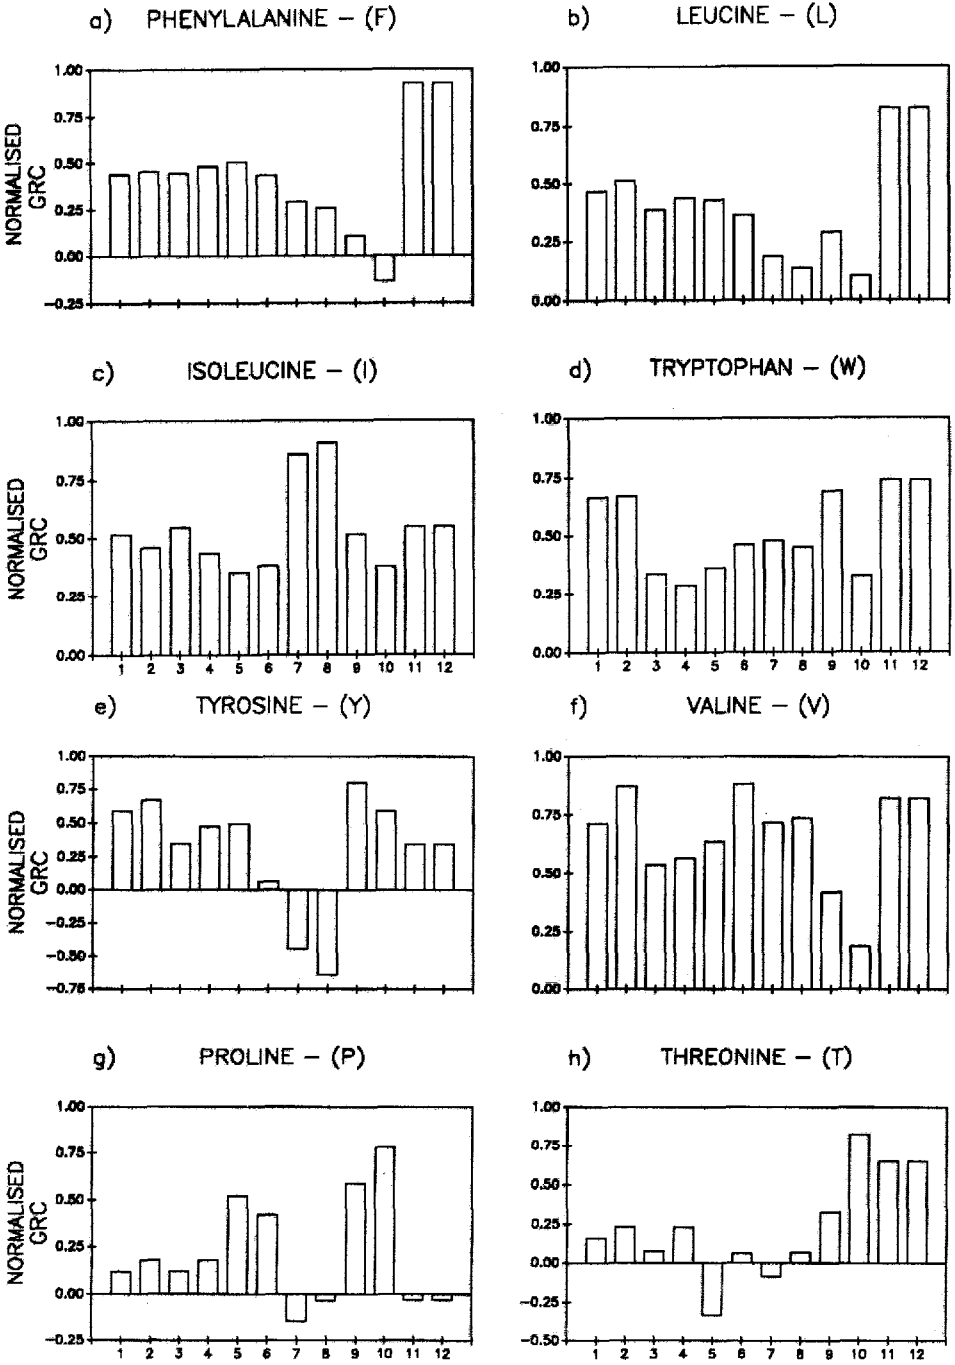 a) PHENYLALANINE – (F)
b) LEUCINE – (L)
NORMALISED
GRC
1.00
0.75
0.50
0.25
0.00
−0.25
1.00
0.75
0.50
0.25
0.00
c) ISOLEUCINE – (I)
d) TRYPTOPHAN – (W)
NORMALISED
GRC
1.00
0.75
0.50
0.25
0.00
1 2 3 4 5 6 7 8 9 10 11 12
1.00
0.75
0.50
0.25
0.00
1 2 3 4 5 6 7 8 9 10 11 12
e) TYROSINE – (Y)
f) VALINE – (V)
NORMALISED
GRC
1.00
0.75
0.50
0.25
0.00
−0.25
−0.50
−0.75
1.00
0.75
0.50
0.25
0.00
g) PROLINE – (P)
h) THREONINE – (T)
NORMALISED
GRC
1.00
0.75
0.50
0.25
0.00
−0.25
1 2 3 4 5 6 7 8 9 10 11 12
1.00
0.75
0.50
0.25
0.00
−0.25
−0.50
1 2 3 4 5 6 7 8 9 10 11 12